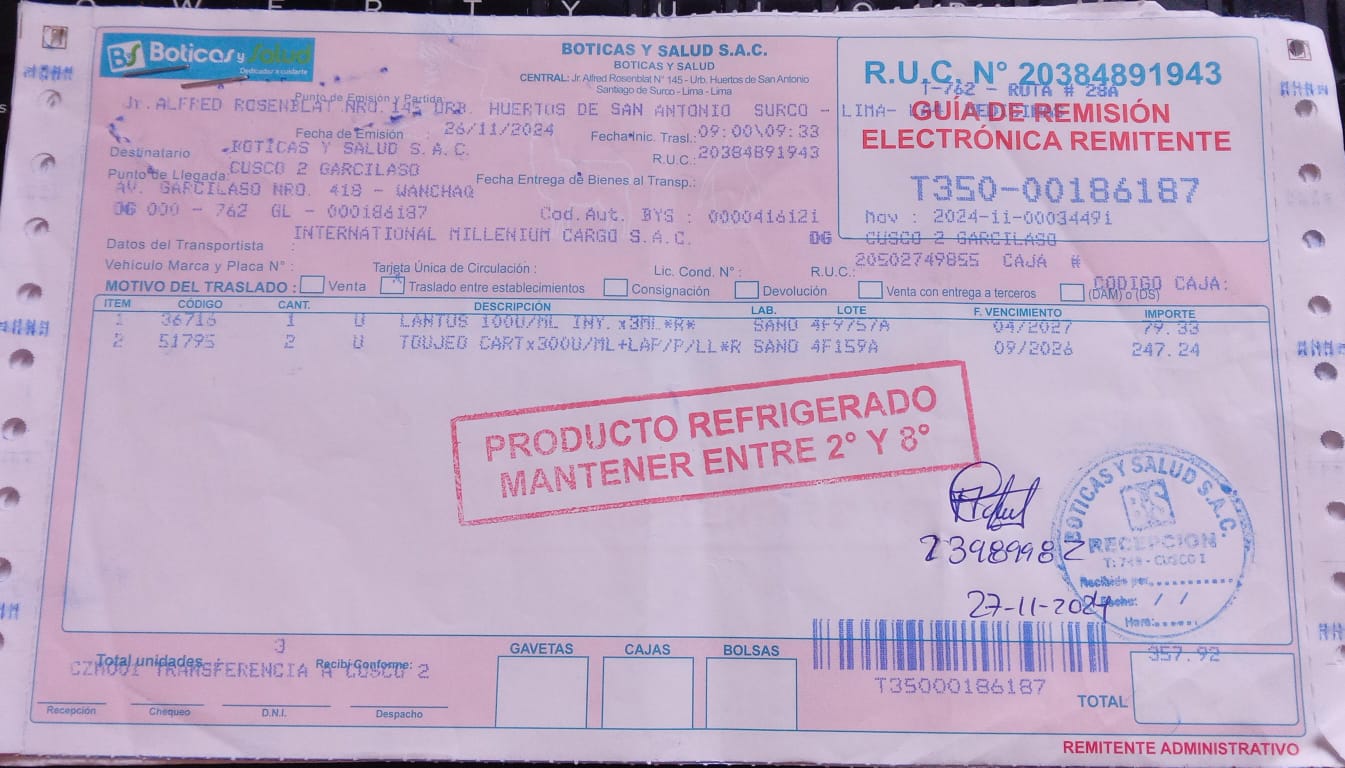 BS Boticas y Salud
Dedicados a cuidarte
BOTICAS Y SALUD S.A.C.
BOTICAS Y SALUD
CENTRAL: Jr. Alfred Rosenblat N° 145 - Urb. Huertos de San Antonio
Santiago de Surco - Lima - Lima
R.U.C. N° 20384891943
T-762 - RUTA # 28A
GUÍA DE REMISIÓN
ELECTRÓNICA REMITENTE
T350-00186187
Mov : 2024-11-00034491
Punto de Emisión y Partida
Jr. ALFRED ROSENBLAT NRO. 145 URB. HUERTOS DE SAN ANTONIO SURCO - LIMA-
Fecha de Emisión : 26/11/2024 Fecha Inic. Trasl.: 09:00\09:33
Destinatario BOTICAS Y SALUD S.A.C. R.U.C.: 20384891943
Punto de Llegada: CUSCO 2 GARCILASO Fecha Entrega de Bienes al Transp.:
AV. GARCILASO NRO. 418 - WANCHAQ
OG 000 - 762 GL - 000186187 Cod.Aut. BYS : 0000416121
Datos del Transportista : INTERNATIONAL MILLENIUM CARGO S.A.C. OG CUSCO 2 GARCILASO
20502749855 CAJA #
Vehículo Marca y Placa N° : Tarjeta Única de Circulación : Lic. Cond. N° : R.U.C.:
CODIGO CAJA:
MOTIVO DEL TRASLADO : Venta X Traslado entre establecimientos Consignación Devolución Venta con entrega a terceros (DAM) o (DS)
ITEM CÓDIGO CANT. DESCRIPCIÓN LAB. LOTE F. VENCIMIENTO IMPORTE
1 36716 1 U LANTUS 100U/ML INY. x3ML*R* SANO 4F9757A 04/2027 79.33
2 51795 2 U TOUJEO CARTx300U/ML+LAP/P/LL*R SANO 4F159A 09/2026 247.24
PRODUCTO REFRIGERADO
MANTENER ENTRE 2° Y 8°
23989982
27-11-2024
BOTICAS Y SALUD S.A.C.
BS
RECEPCION
T: 749 - CUSCO I
Recibido por
Fecha: / /
Hora:
3
Total unidades : Recibí Conforme:
CZM001 TRANSFERENCIA A CUSCO 2
Recepción Chequeo D.N.I. Despacho
GAVETAS CAJAS BOLSAS
T35000186187
357.92
TOTAL
REMITENTE ADMINISTRATIVO